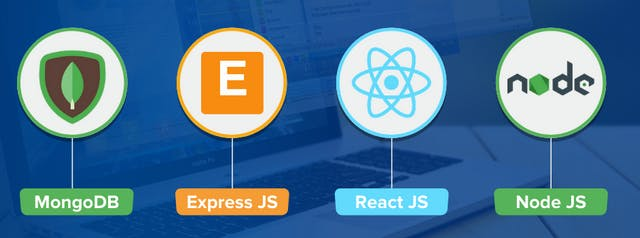 E
node
MongoDB
Express JS
React JS
Node JS